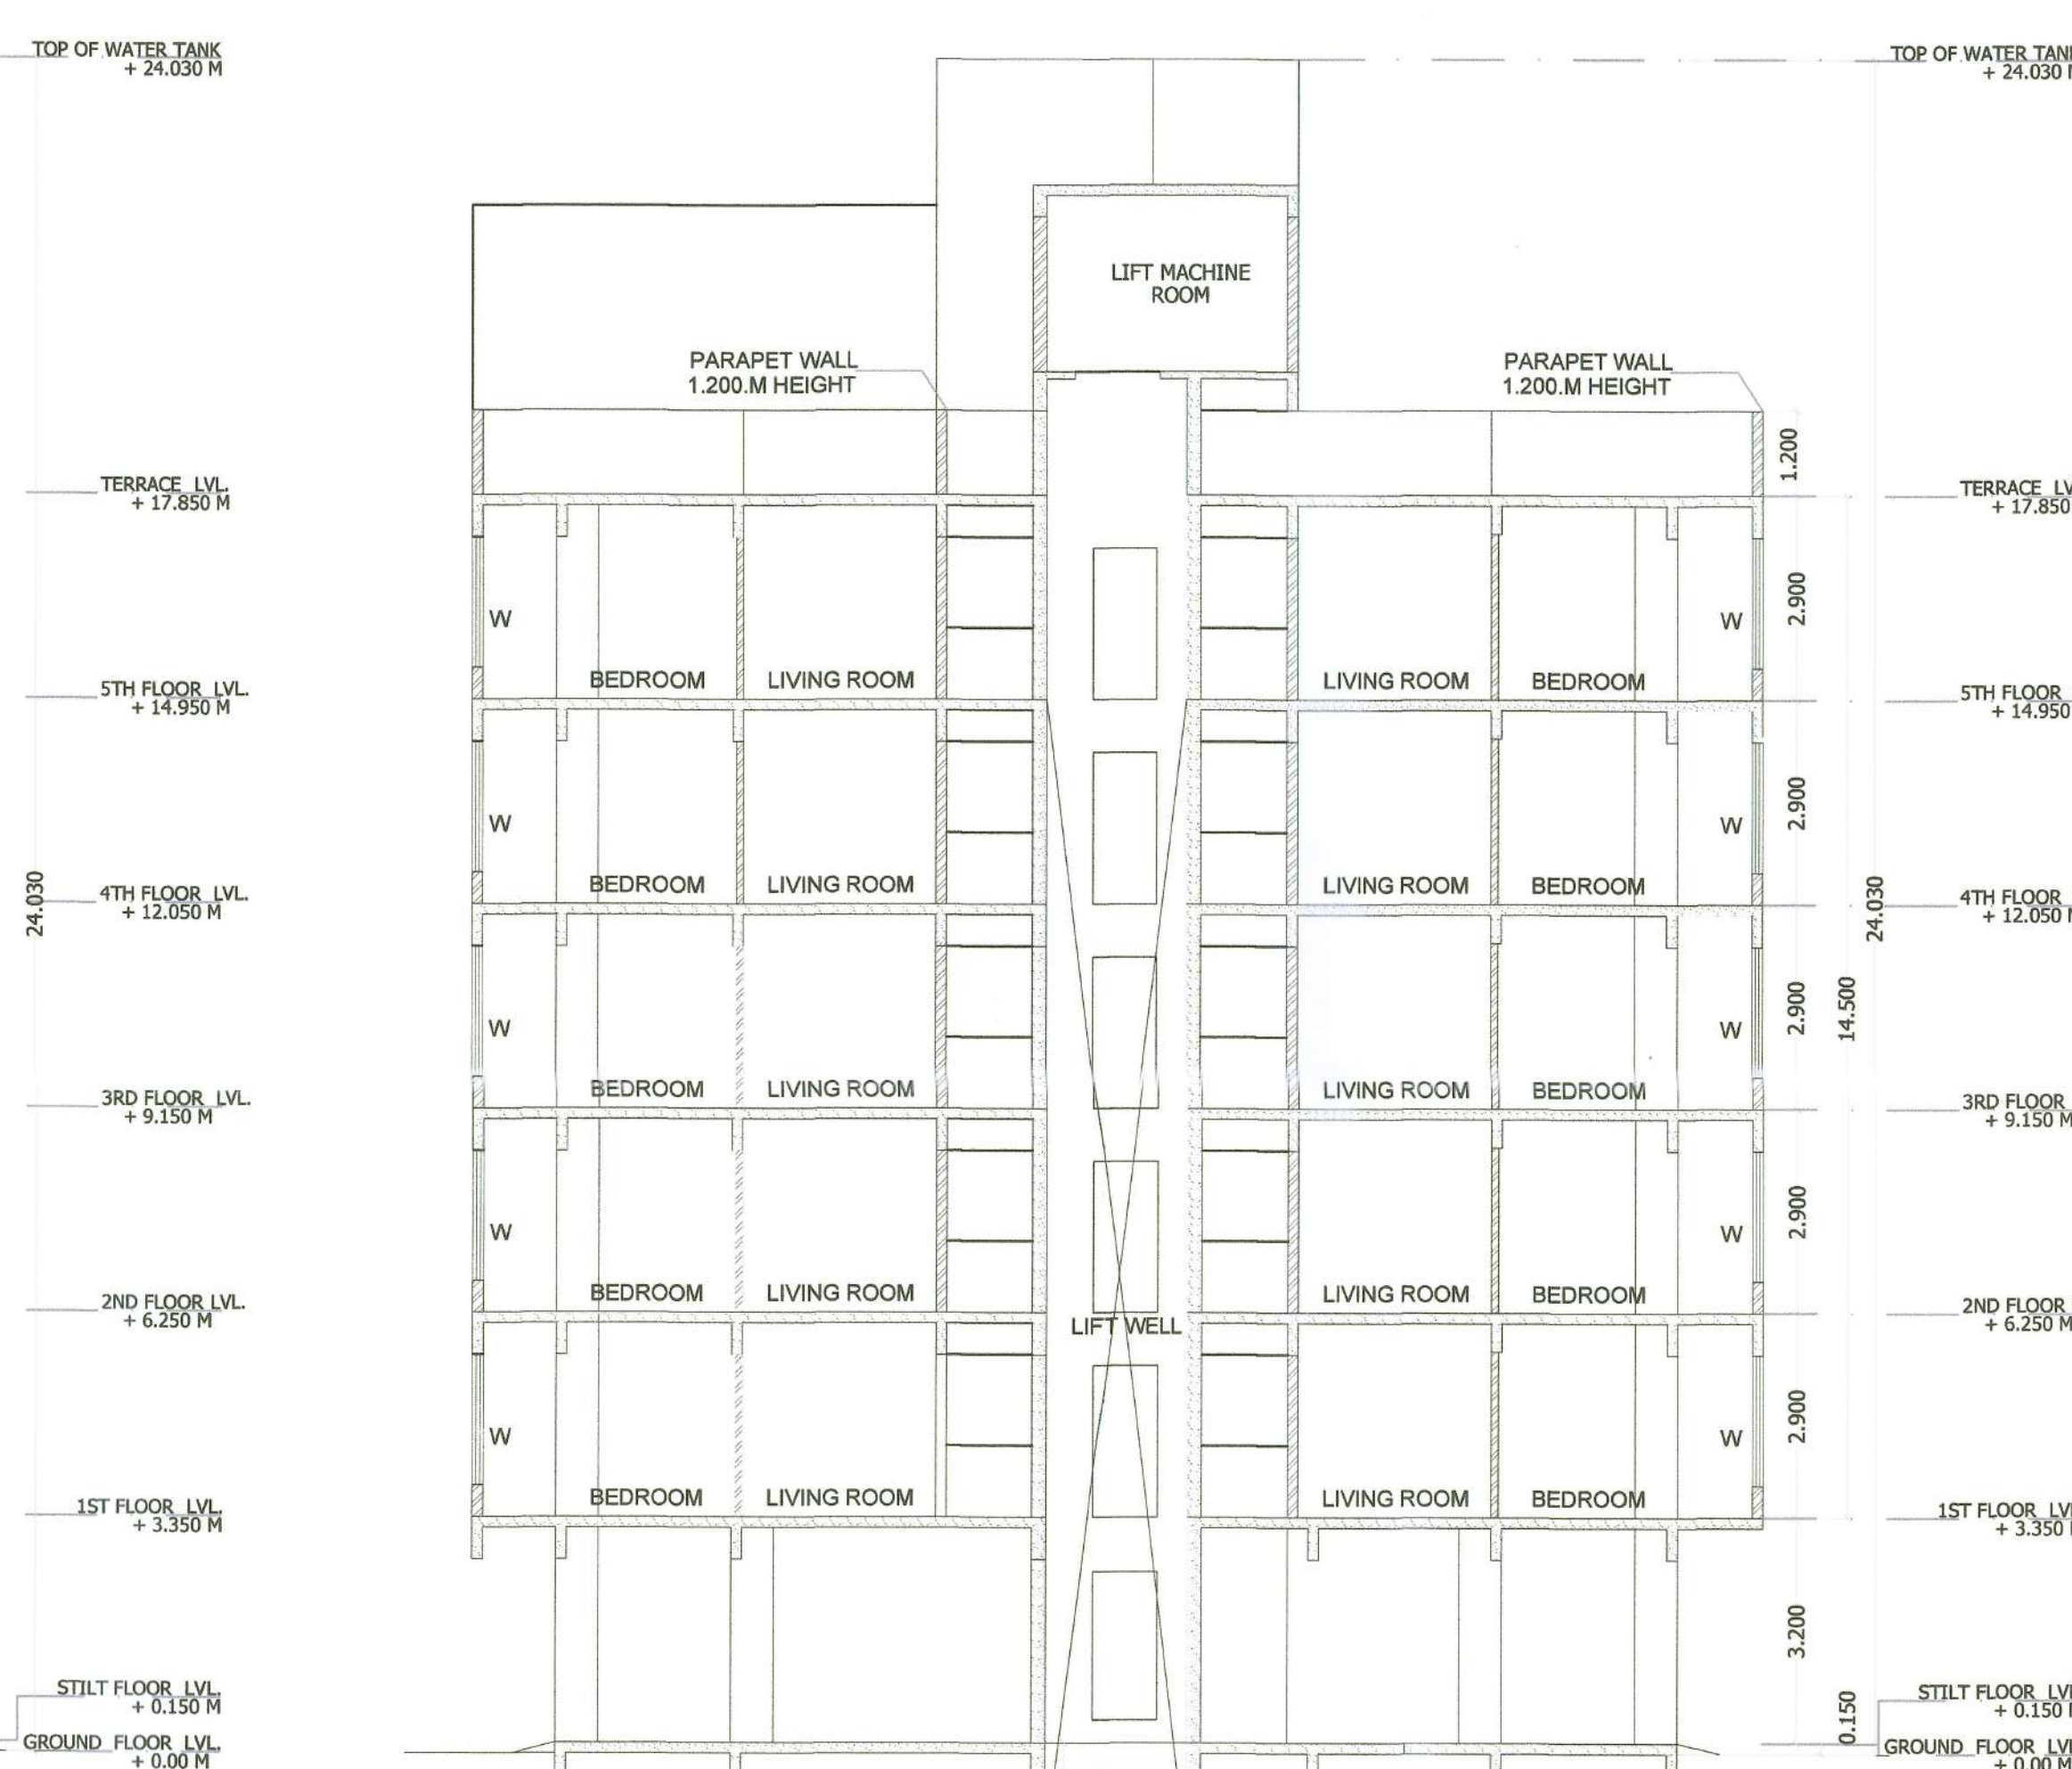 TOP OF WATER TANK
+ 24.030 M
TOP OF WATER TAN
+ 24.030
LIFT MACHINE
ROOM
PARAPET WALL
1.200.M HEIGHT
PARAPET WALL
1.200.M HEIGHT
1.200
TERRACE LVL.
+ 17.850 M
TERRACE LV
+ 17.850
2.900
W
W
BEDROOM
LIVING ROOM
LIVING ROOM
BEDROOM
5TH FLOOR LVL.
+ 14.950 M
5TH FLOOR
+ 14.950
2.900
W
W
BEDROOM
LIVING ROOM
LIVING ROOM
BEDROOM
24.030
24.030
4TH FLOOR LVL.
+ 12.050 M
4TH FLOOR
+ 12.050
2.900
14.500
W
W
BEDROOM
LIVING ROOM
LIVING ROOM
BEDROOM
3RD FLOOR LVL.
+ 9.150 M
3RD FLOOR
+ 9.150 M
2.900
W
W
BEDROOM
LIVING ROOM
LIVING ROOM
BEDROOM
2ND FLOOR LVL.
+ 6.250 M
2ND FLOOR
+ 6.250 M
LIFT WELL
2.900
W
W
BEDROOM
LIVING ROOM
LIVING ROOM
BEDROOM
1ST FLOOR LVL.
+ 3.350 M
1ST FLOOR LV
+ 3.350
3.200
STILT FLOOR LVL.
+ 0.150 M
STILT FLOOR LV
+ 0.150
0.150
GROUND FLOOR LVL.
+ 0.00 M
GROUND FLOOR LV
+ 0.00 M